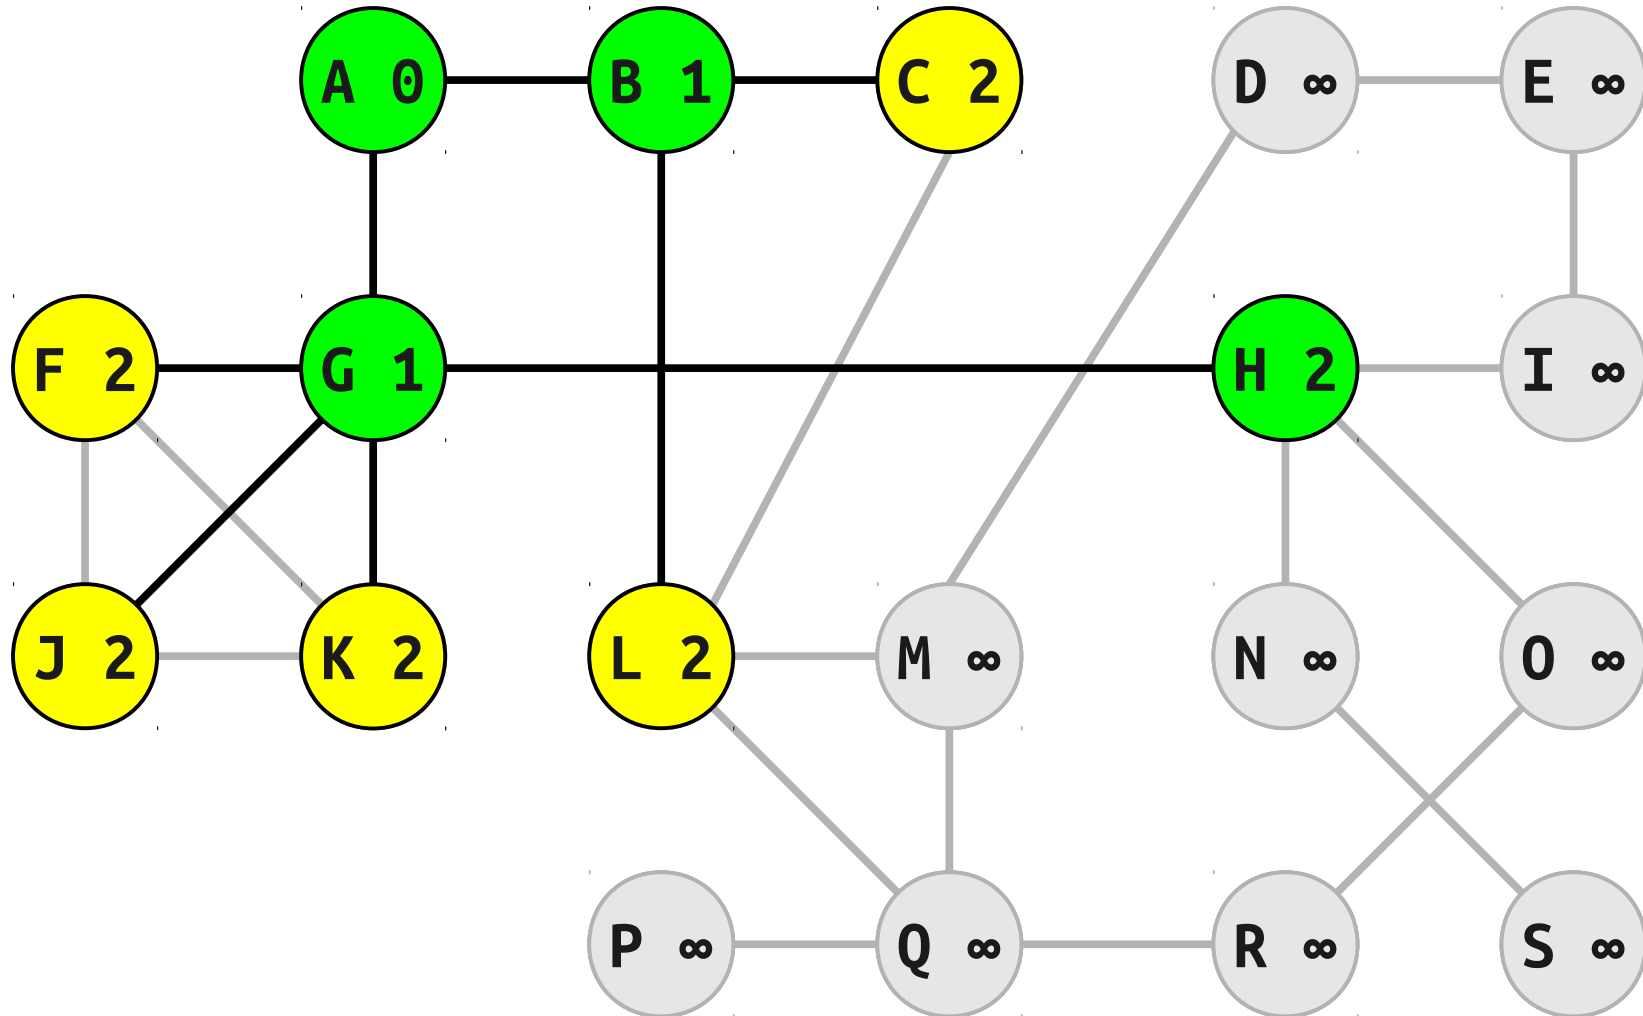 A 0 B 1 C 2 D ∞ E ∞
F 2 G 1 H 2 I ∞
J 2 K 2 L 2 M ∞ N ∞ O ∞
P ∞ Q ∞ R ∞ S ∞